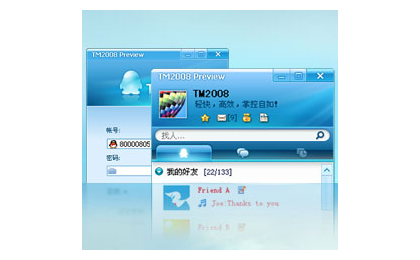 TM2008 Preview
T
帐号:
80000805
密码:
TM2008 Preview
TM2008
轻快，高效，掌控自如!
找人...
我的好友 [22/133]
Friend A
Joe:Thanks to you